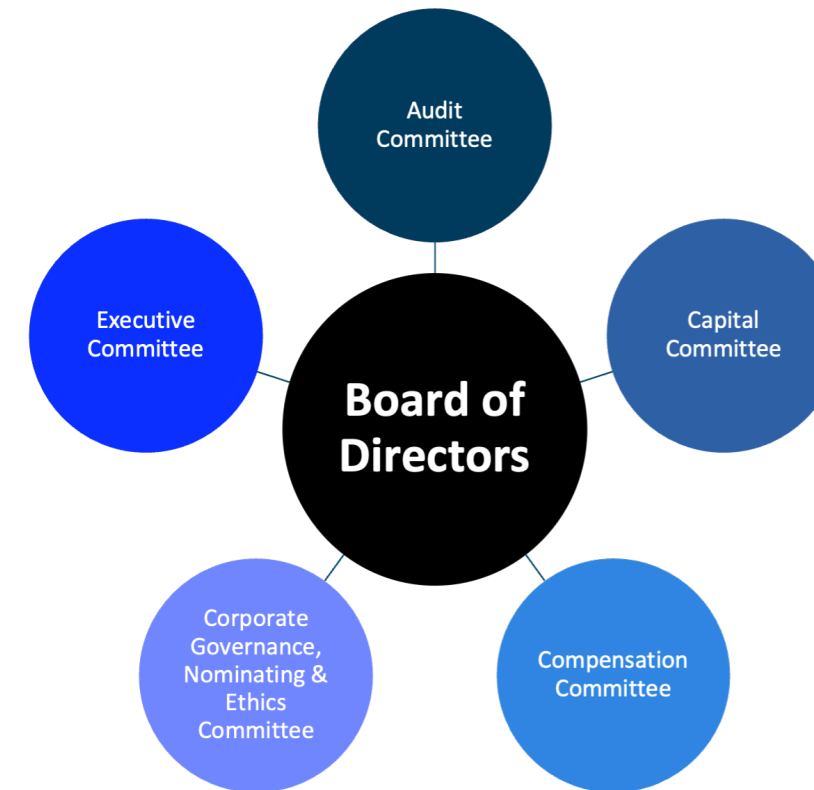 Audit
Committee
Executive
Committee
Capital
Committee
Board of
Directors
Corporate
Governance,
Nominating &
Ethics
Committee
Compensation
Committee